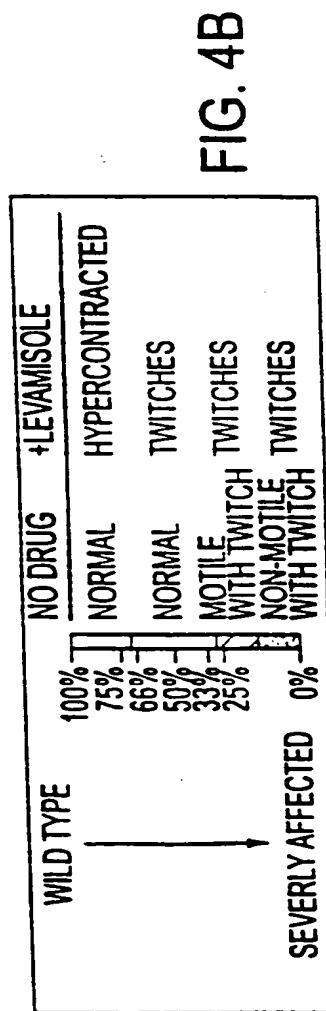 WILD TYPE
SEVERLY AFFECTED
100%
75%
66%
50%
33%
25%
0%
NO DRUG +LEVAMISOLE
NORMAL HYPERCONTRACTED
NORMAL TWITCHES
MOTILE
WITH TWITCH TWITCHES
NON-MOTILE
WITH TWITCH TWITCHES
FIG. 4B